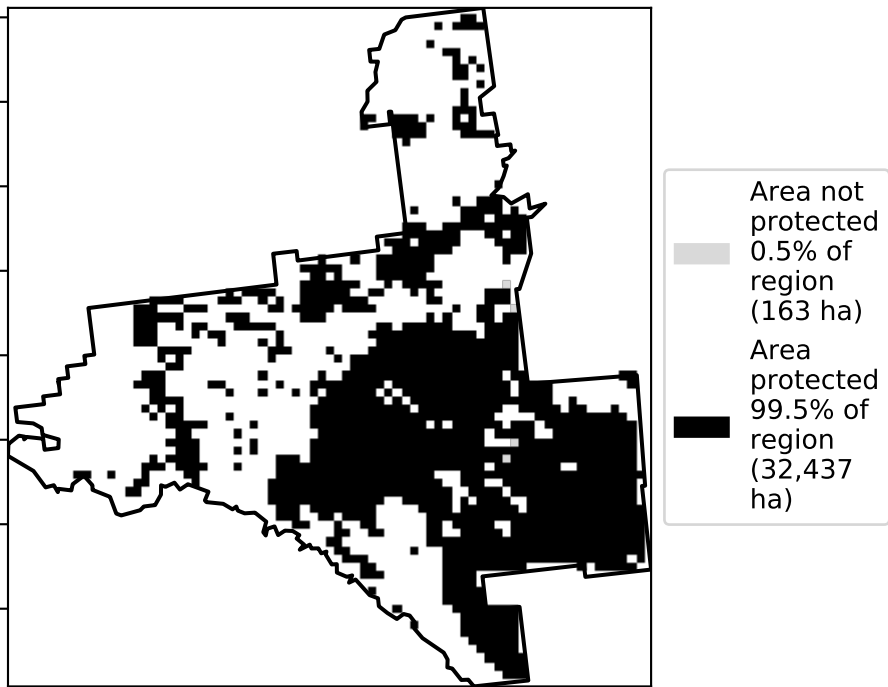 Area not
protected
0.5% of
region
(163 ha)
Area
protected
99.5% of
region
(32,437
ha)